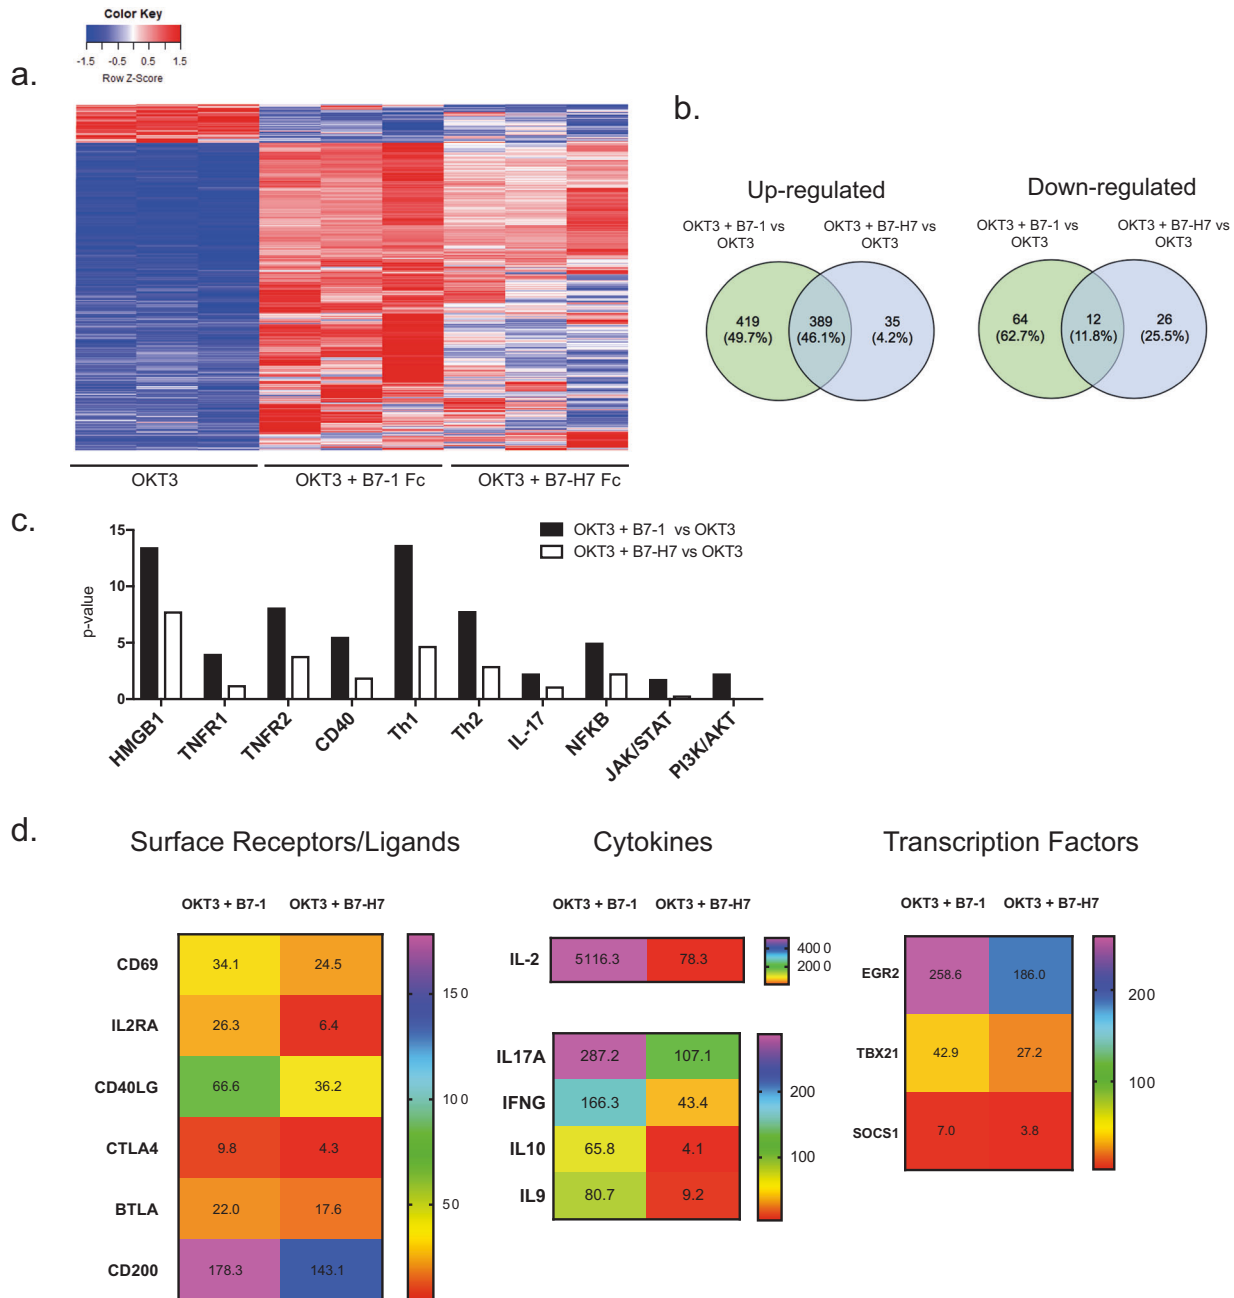 Color Key
-1.5 -0.5 0.5 1.5
Row Z-Score
a.
OKT3 OKT3 + B7-1 Fc OKT3 + B7-H7 Fc
b.
Up-regulated
OKT3 + B7-1 vs OKT3 + B7-H7 vs
OKT3 OKT3
419 389 35
(49.7%) (46.1%) (4.2%)
Down-regulated
OKT3 + B7-1 vs OKT3 + B7-H7 vs
OKT3 OKT3
64 12 26
(62.7%) (11.8%) (25.5%)
c.
OKT3 + B7-1 vs OKT3
OKT3 + B7-H7 vs OKT3
p-value
15
10
5
0
HMGB1
TNFR1
TNFR2
CD40
Th1
Th2
IL-17
NFKB
JAK/STAT
PI3K/AKT
d.
Surface Receptors/Ligands
OKT3 + B7-1 OKT3 + B7-H7
CD69 34.1 24.5
IL2RA 26.3 6.4
CD40LG 66.6 36.2
CTLA4 9.8 4.3
BTLA 22.0 17.6
CD200 178.3 143.1
150
100
50
Cytokines
OKT3 + B7-1 OKT3 + B7-H7
IL-2 5116.3 78.3
400 0
200 0
IL17A 287.2 107.1
IFNG 166.3 43.4
IL10 65.8 4.1
IL9 80.7 9.2
200
100
Transcription Factors
OKT3 + B7-1 OKT3 + B7-H7
EGR2 258.6 186.0
TBX21 42.9 27.2
SOCS1 7.0 3.8
200
100